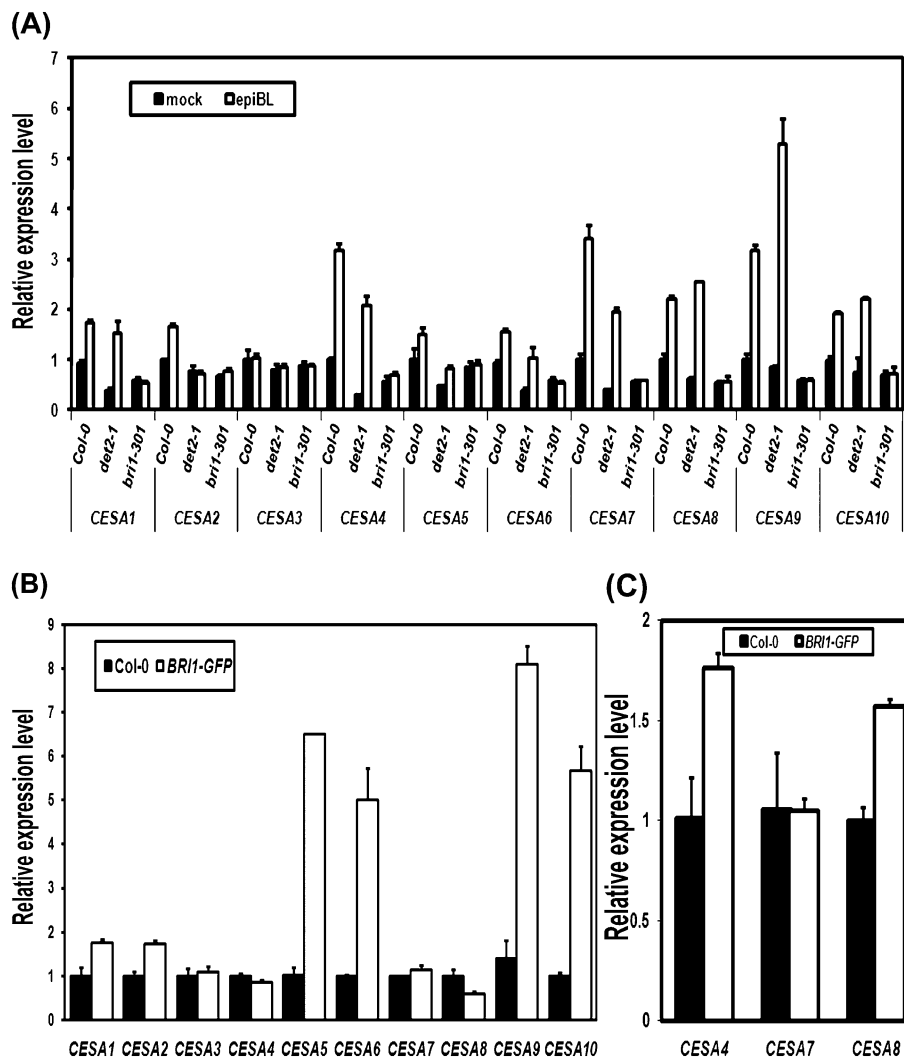 (A)
Relative expression level
7
6
5
4
3
2
1
0
mock epiBL
Col-0 det2-1 bri1-301 Col-0 det2-1 bri1-301 Col-0 det2-1 bri1-301 Col-0 det2-1 bri1-301 Col-0 det2-1 bri1-301 Col-0 det2-1 bri1-301 Col-0 det2-1 bri1-301 Col-0 det2-1 bri1-301 Col-0 det2-1 bri1-301 Col-0 det2-1 bri1-301
CESA1 CESA2 CESA3 CESA4 CESA5 CESA6 CESA7 CESA8 CESA9 CESA10
(B)
Relative expression level
9
8
7
6
5
4
3
2
1
0
Col-0 BRI1-GFP
CESA1 CESA2 CESA3 CESA4 CESA5 CESA6 CESA7 CESA8 CESA9 CESA10
(C)
Relative expression level
2
1.5
1
0.5
0
Col-0 BRI1-GFP
CESA4 CESA7 CESA8